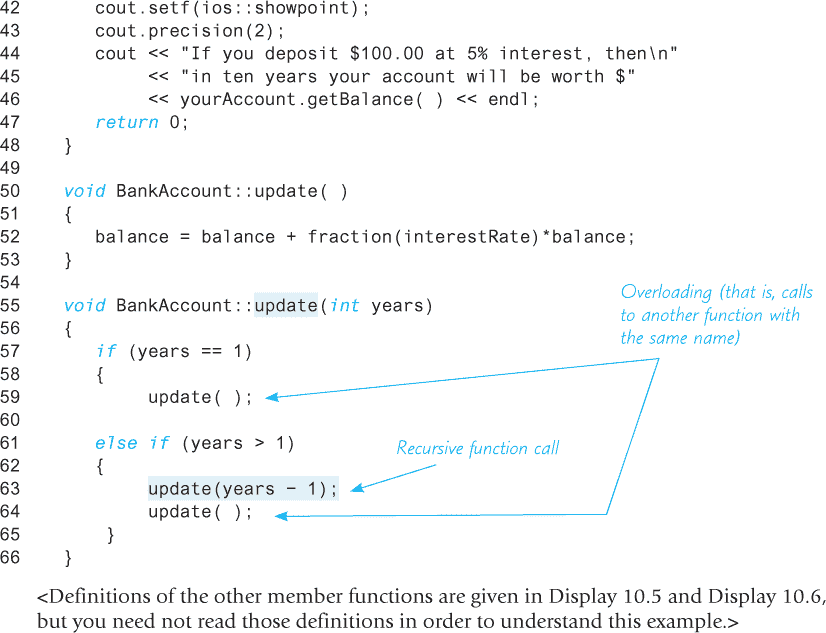 42 cout.setf(ios::showpoint);
43 cout.precision(2);
44 cout << "If you deposit $100.00 at 5% interest, then\n"
45 << "in ten years your account will be worth $"
46 << yourAccount.getBalance( ) << endl;
47 return 0;
48 }
49
50 void BankAccount::update( )
51 {
52 balance = balance + fraction(interestRate)*balance;
53 }
54
55 void BankAccount::update(int years)
56 {
57 if (years == 1)
58 {
59 update( );
60
61 else if (years > 1)
62 {
63 update(years − 1);
64 update( );
65 }
66 }
Overloading (that is, calls
to another function with
the same name)
Recursive function call
<Definitions of the other member functions are given in Display 10.5 and Display 10.6,
but you need not read those definitions in order to understand this example.>